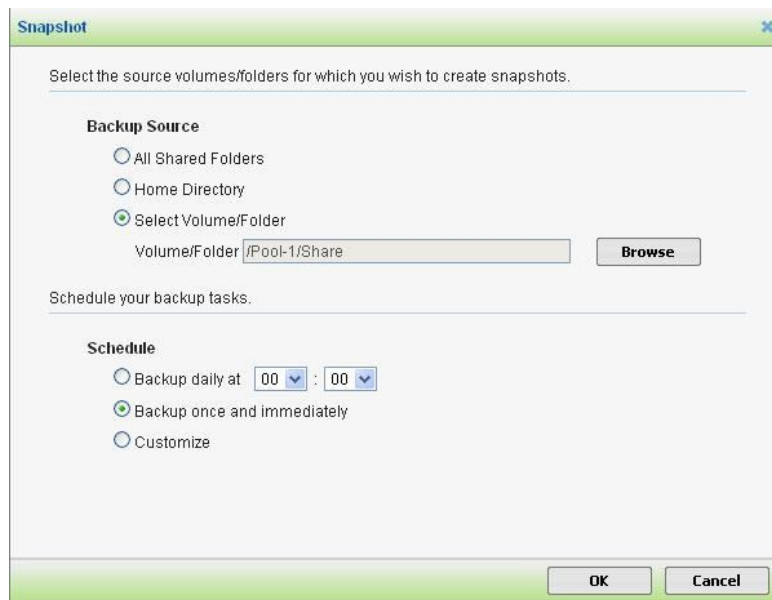 Snapshot
Select the source volumes/folders for which you wish to create snapshots.
Backup Source
All Shared Folders
Home Directory
Select Volume/Folder
Volume/Folder /Pool-1/Share Browse
Schedule your backup tasks.
Schedule
Backup daily at 00 : 00
Backup once and immediately
Customize
OK Cancel